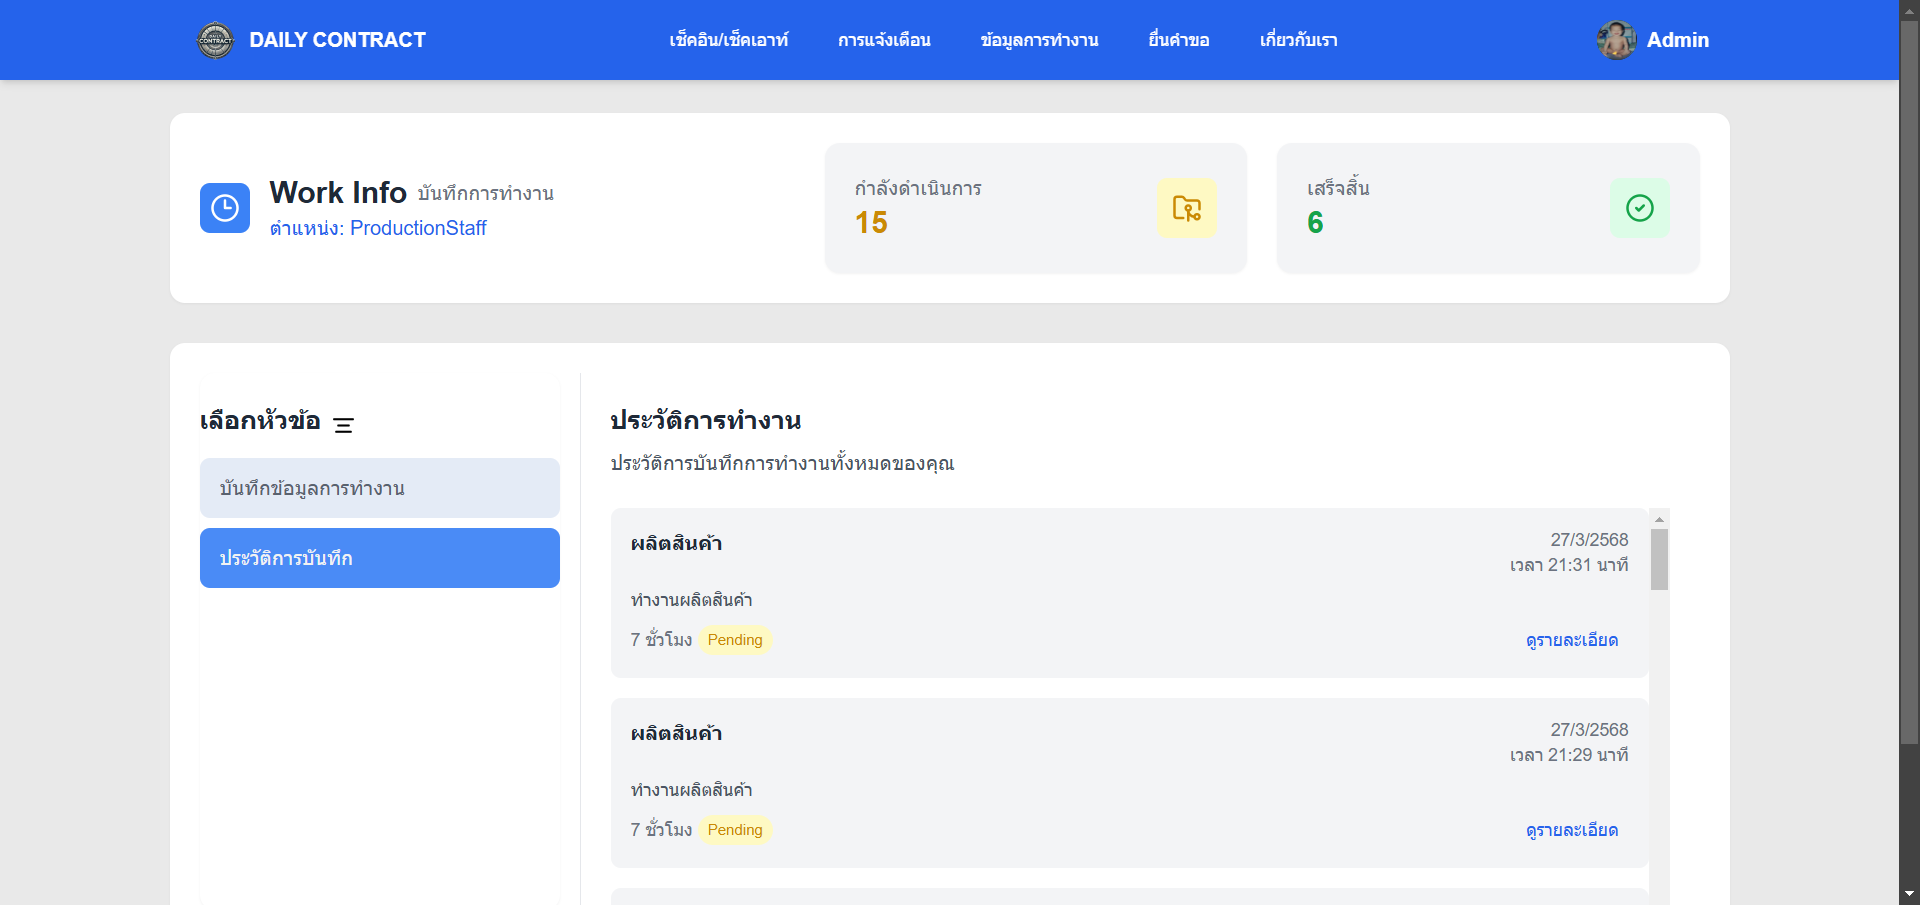 DAILY CONTRACT
เช็คอิน/เช็คเอาท์
การแจ้งเตือน
ข้อมูลการทำงาน
ยื่นคำขอ
เกี่ยวกับเรา
Admin
Work Info บันทึกการทำงาน
ตำแหน่ง: ProductionStaff
กำลังดำเนินการ
15
เสร็จสิ้น
6
เลือกหัวข้อ
บันทึกข้อมูลการทำงาน
ประวัติการบันทึก
ประวัติการทำงาน
ประวัติการบันทึกการทำงานทั้งหมดของคุณ
ผลิตสินค้า
27/3/2568
เวลา 21:31 นาที
ทำงานผลิตสินค้า
7 ชั่วโมง Pending
ดูรายละเอียด
ผลิตสินค้า
27/3/2568
เวลา 21:29 นาที
ทำงานผลิตสินค้า
7 ชั่วโมง Pending
ดูรายละเอียด